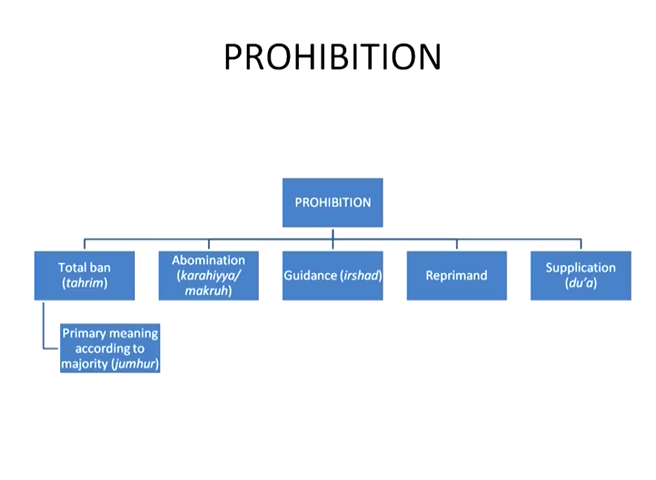 PROHIBITION
PROHIBITION
Total ban
(tahrim)
Abomination
(karahiyya/
makruh)
Guidance (irshad)
Reprimand
Supplication
(du’a)
Primary meaning
according to
majority (jumhur)